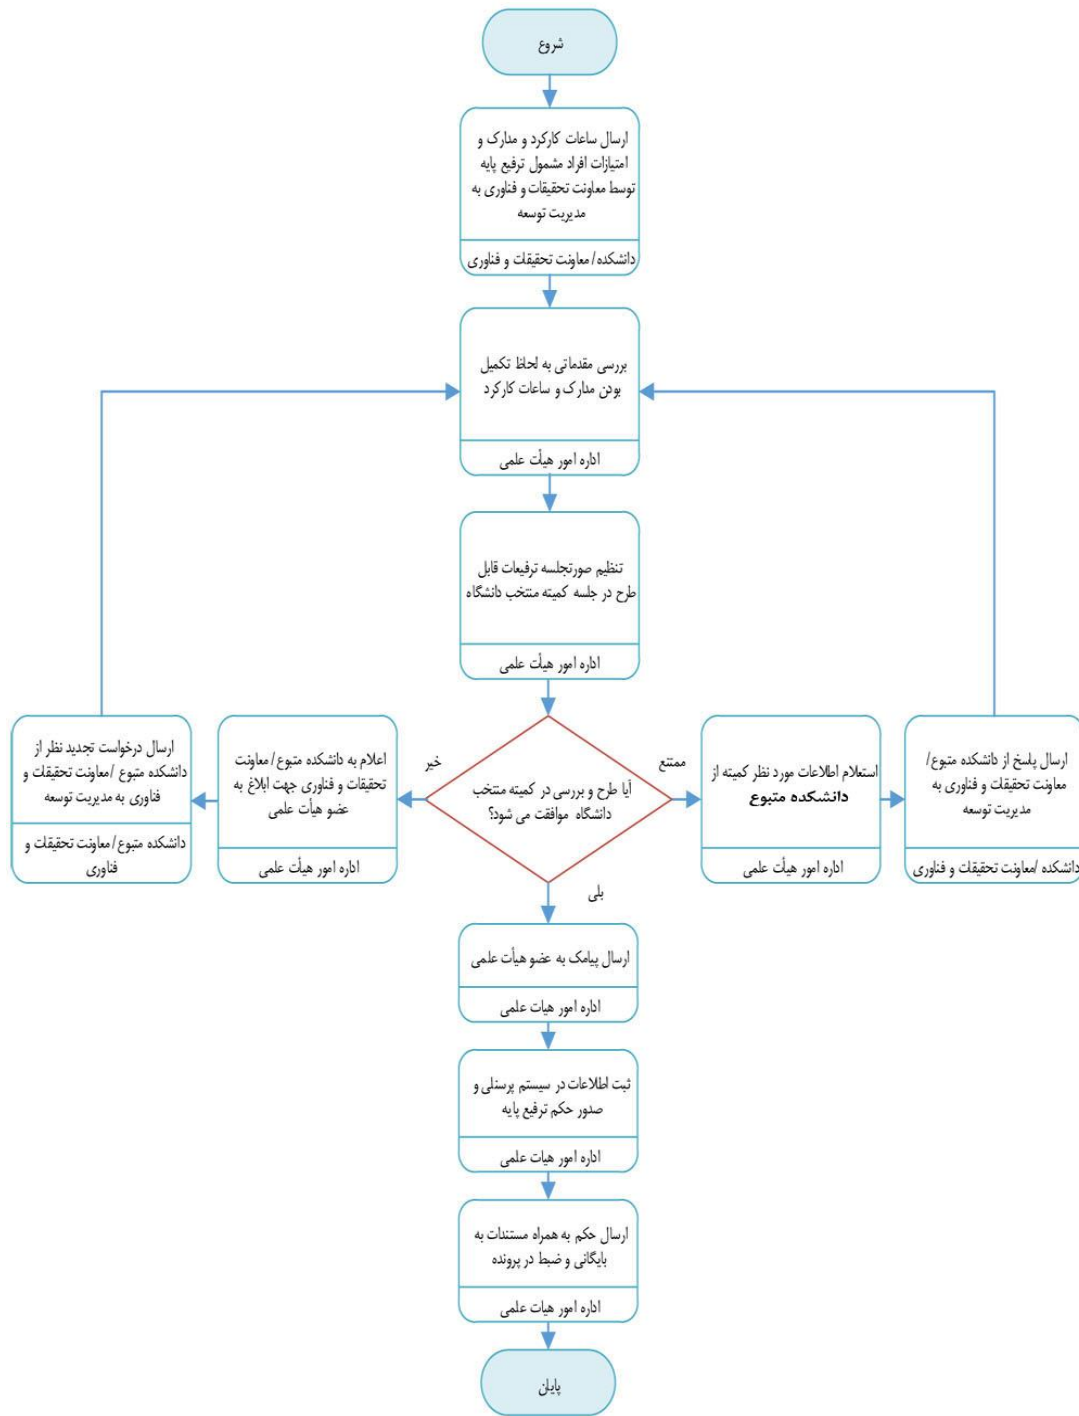 شروع
ارسال ساعات کارکرد و مدارک و
امتیازات افراد مشمول ترفیع پایه
توسط معاونت تحقیقات و فناوری به
مدیریت توسعه
دانشکده/ معاونت تحقیقات و فناوری
بررسی مقدماتی به لحاظ تکمیل
بودن مدارک و ساعات کارکرد
اداره امور هیأت علمی
تنظیم صورتجلسه ترفیعات قابل
طرح در جلسه کمیته منتخب دانشگاه
اداره امور هیأت علمی
آیا طرح و بررسی در کمیته منتخب
دانشگاه موافقت می شود؟
ممتنع
استعلام اطلاعات مورد نظر کمیته از
دانشکده متبوع
اداره امور هیأت علمی
ارسال پاسخ از دانشکده متبوع/
معاونت تحقیقات و فناوری به
مدیریت توسعه
دانشکده /معاونت تحقیقات و فناوری
خیر
اعلام به دانشکده متبوع/ معاونت
تحقیقات و فناوری جهت ابلاغ به
عضو هیأت علمی
اداره امور هیأت علمی
ارسال درخواست تجدید نظر از
دانشکده متبوع /معاونت تحقیقات و
فناوری به مدیریت توسعه
دانشکده متبوع/ معاونت تحقیقات و
فناوری
بلی
ارسال پیامک به عضو هیأت علمی
اداره امور هیات علمی
ثبت اطلاعات در سیستم پرسنلی و
صدور حکم ترفیع پایه
اداره امور هیات علمی
ارسال حکم به همراه مستندات به
بایگانی و ضبط در پرونده
اداره امور هیات علمی
پایان